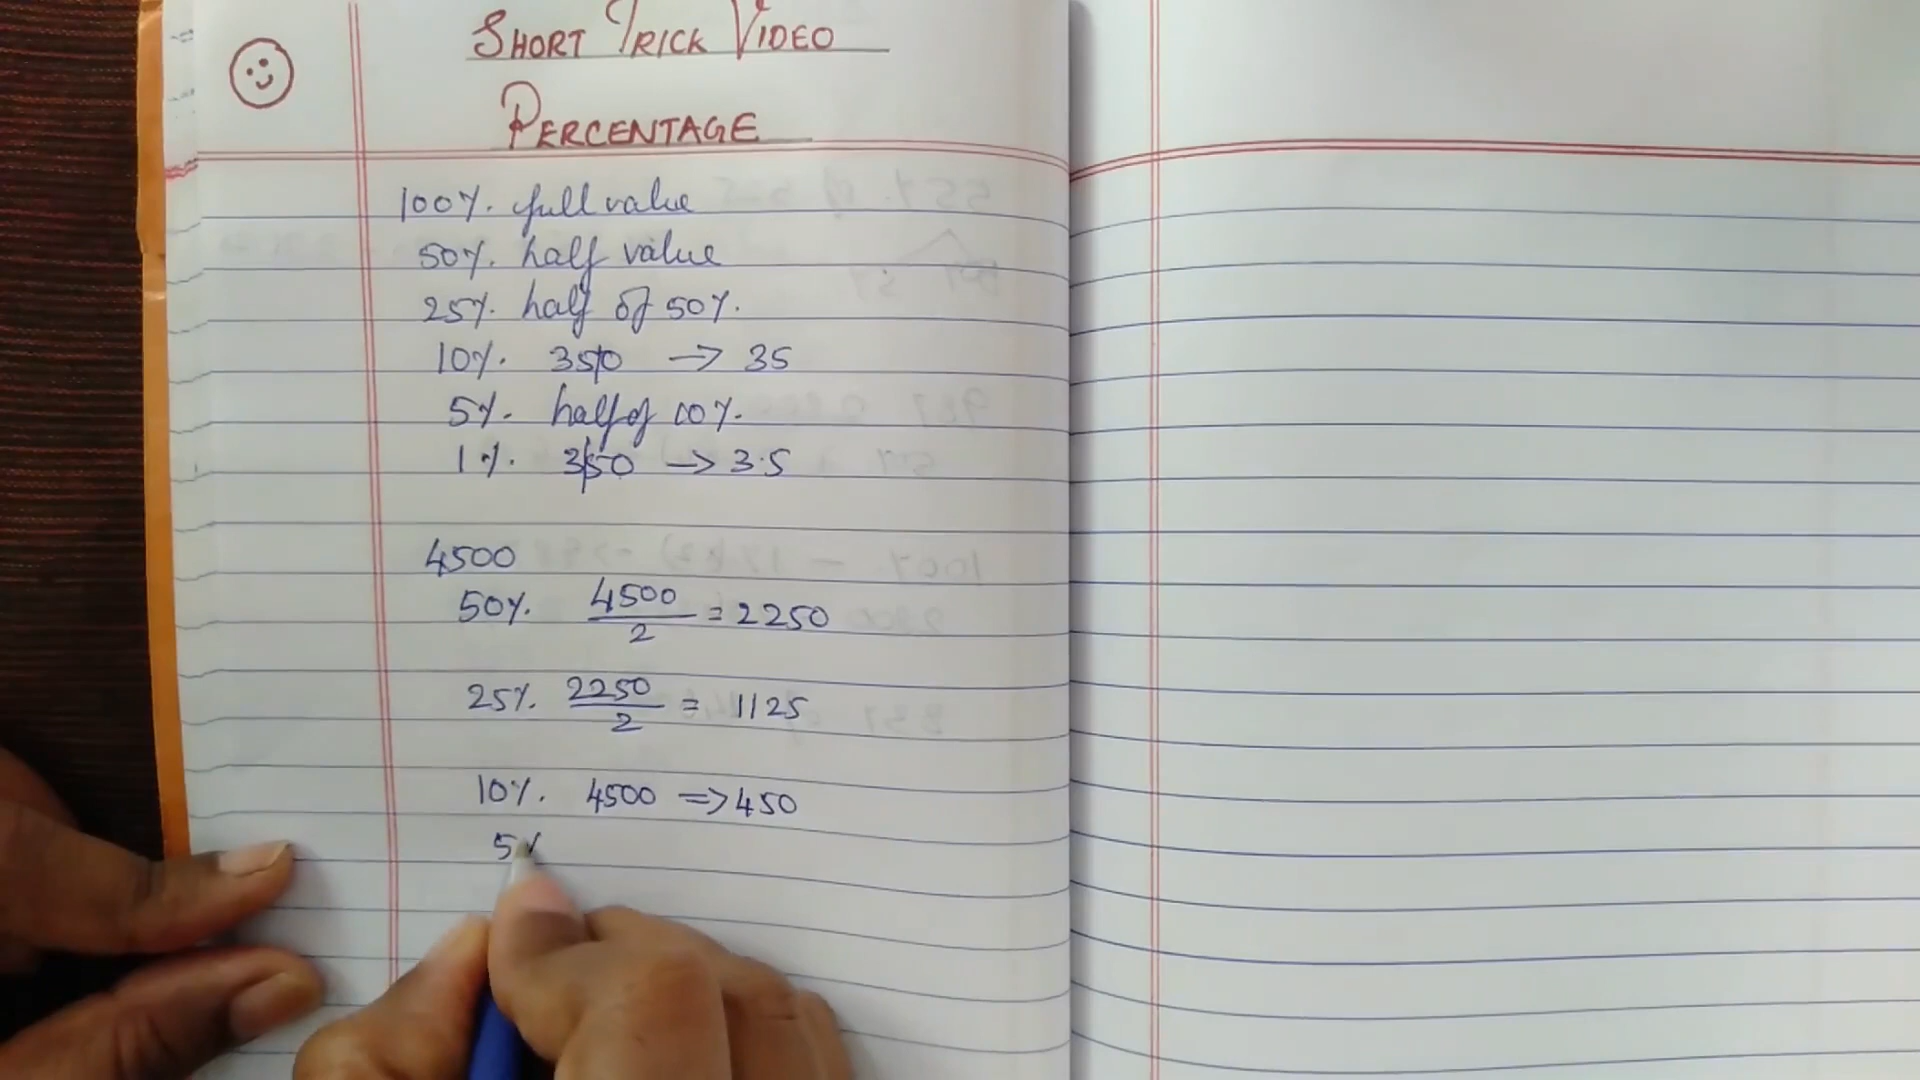 SHORT TRICK VIDEO
PERCENTAGE
100%. full value
50%. half value
25%. half of 50%.
10%. 350 → 35
5%. half of 10%.
1%. 350 → 3.5
4500
50%. 4500/2 = 2250
25%. 2250/2 = 1125
10%. 4500 => 450
5%